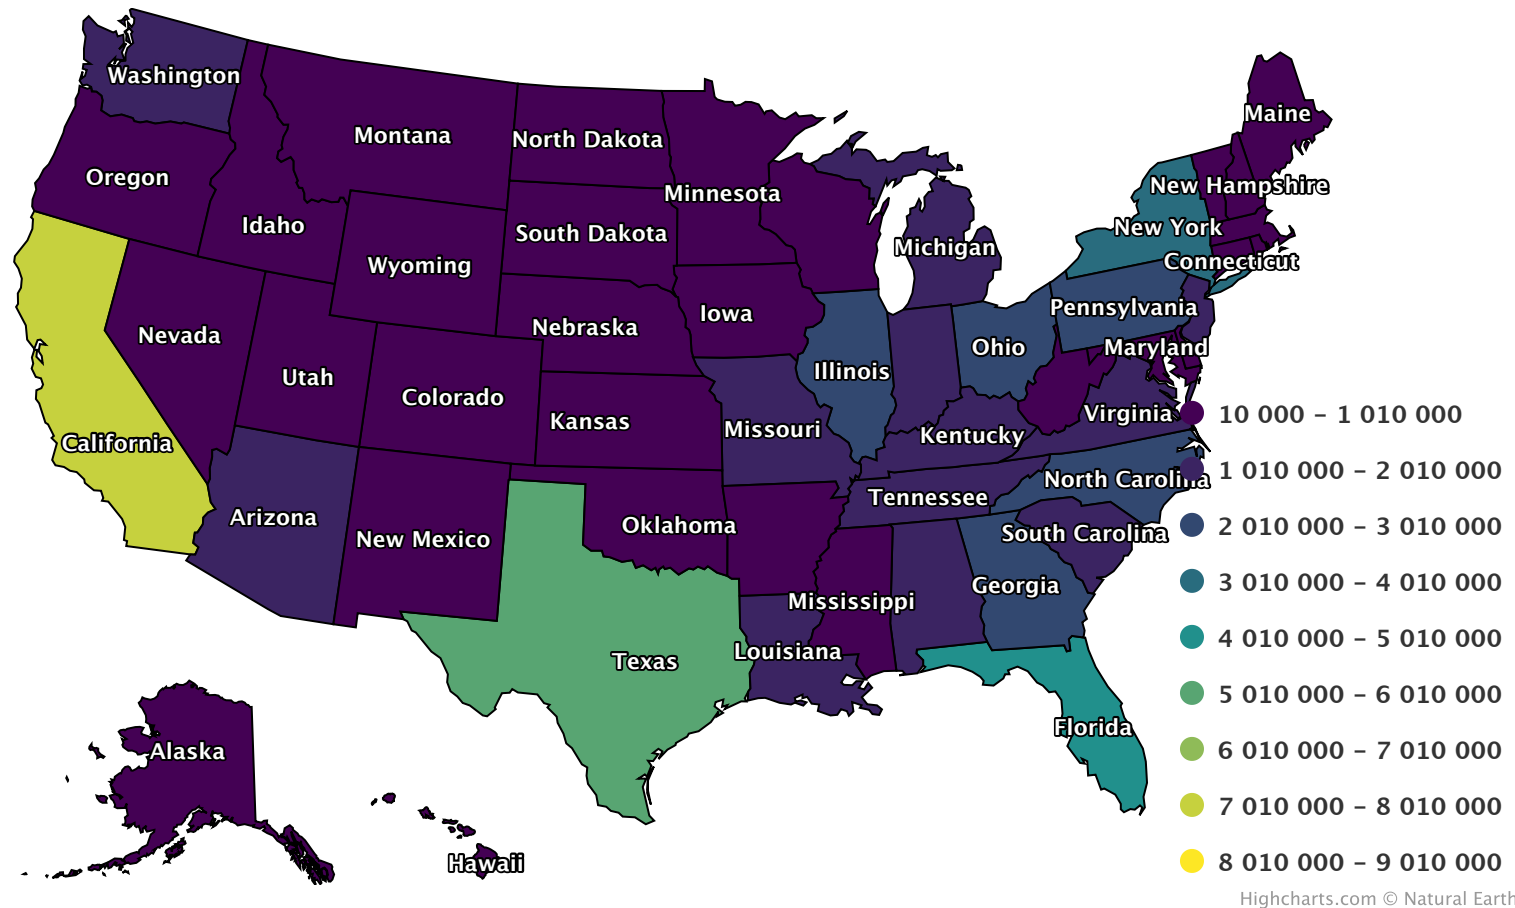 Washington
Montana
North Dakota
Minnesota
Maine
Oregon
Idaho
Wyoming
South Dakota
Michigan
New Hampshire
New York
Connecticut
Nevada
Utah
Colorado
Nebraska
Iowa
Illinois
Ohio
Pennsylvania
Maryland
California
Kansas
Missouri
Kentucky
Virginia
Arizona
New Mexico
Oklahoma
Tennessee
North Carolina
South Carolina
Georgia
Mississippi
Louisiana
Texas
Florida
Alaska
Hawaii
10 000 – 1 010 000
1 010 000 – 2 010 000
2 010 000 – 3 010 000
3 010 000 – 4 010 000
4 010 000 – 5 010 000
5 010 000 – 6 010 000
6 010 000 – 7 010 000
7 010 000 – 8 010 000
8 010 000 – 9 010 000
Highcharts.com © Natural Earth